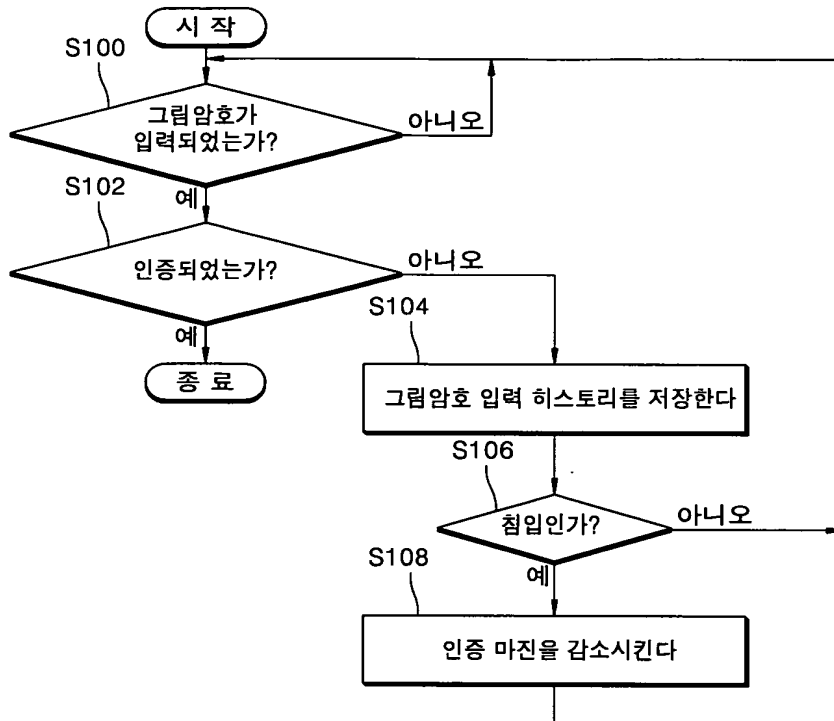 시 작
S100
그림암호가
입력되었는가?
아니오
예
S102
인증되었는가?
아니오
예
종 료
S104
그림암호 입력 히스토리를 저장한다
S106
침입인가?
아니오
예
S108
인증 마진을 감소시킨다